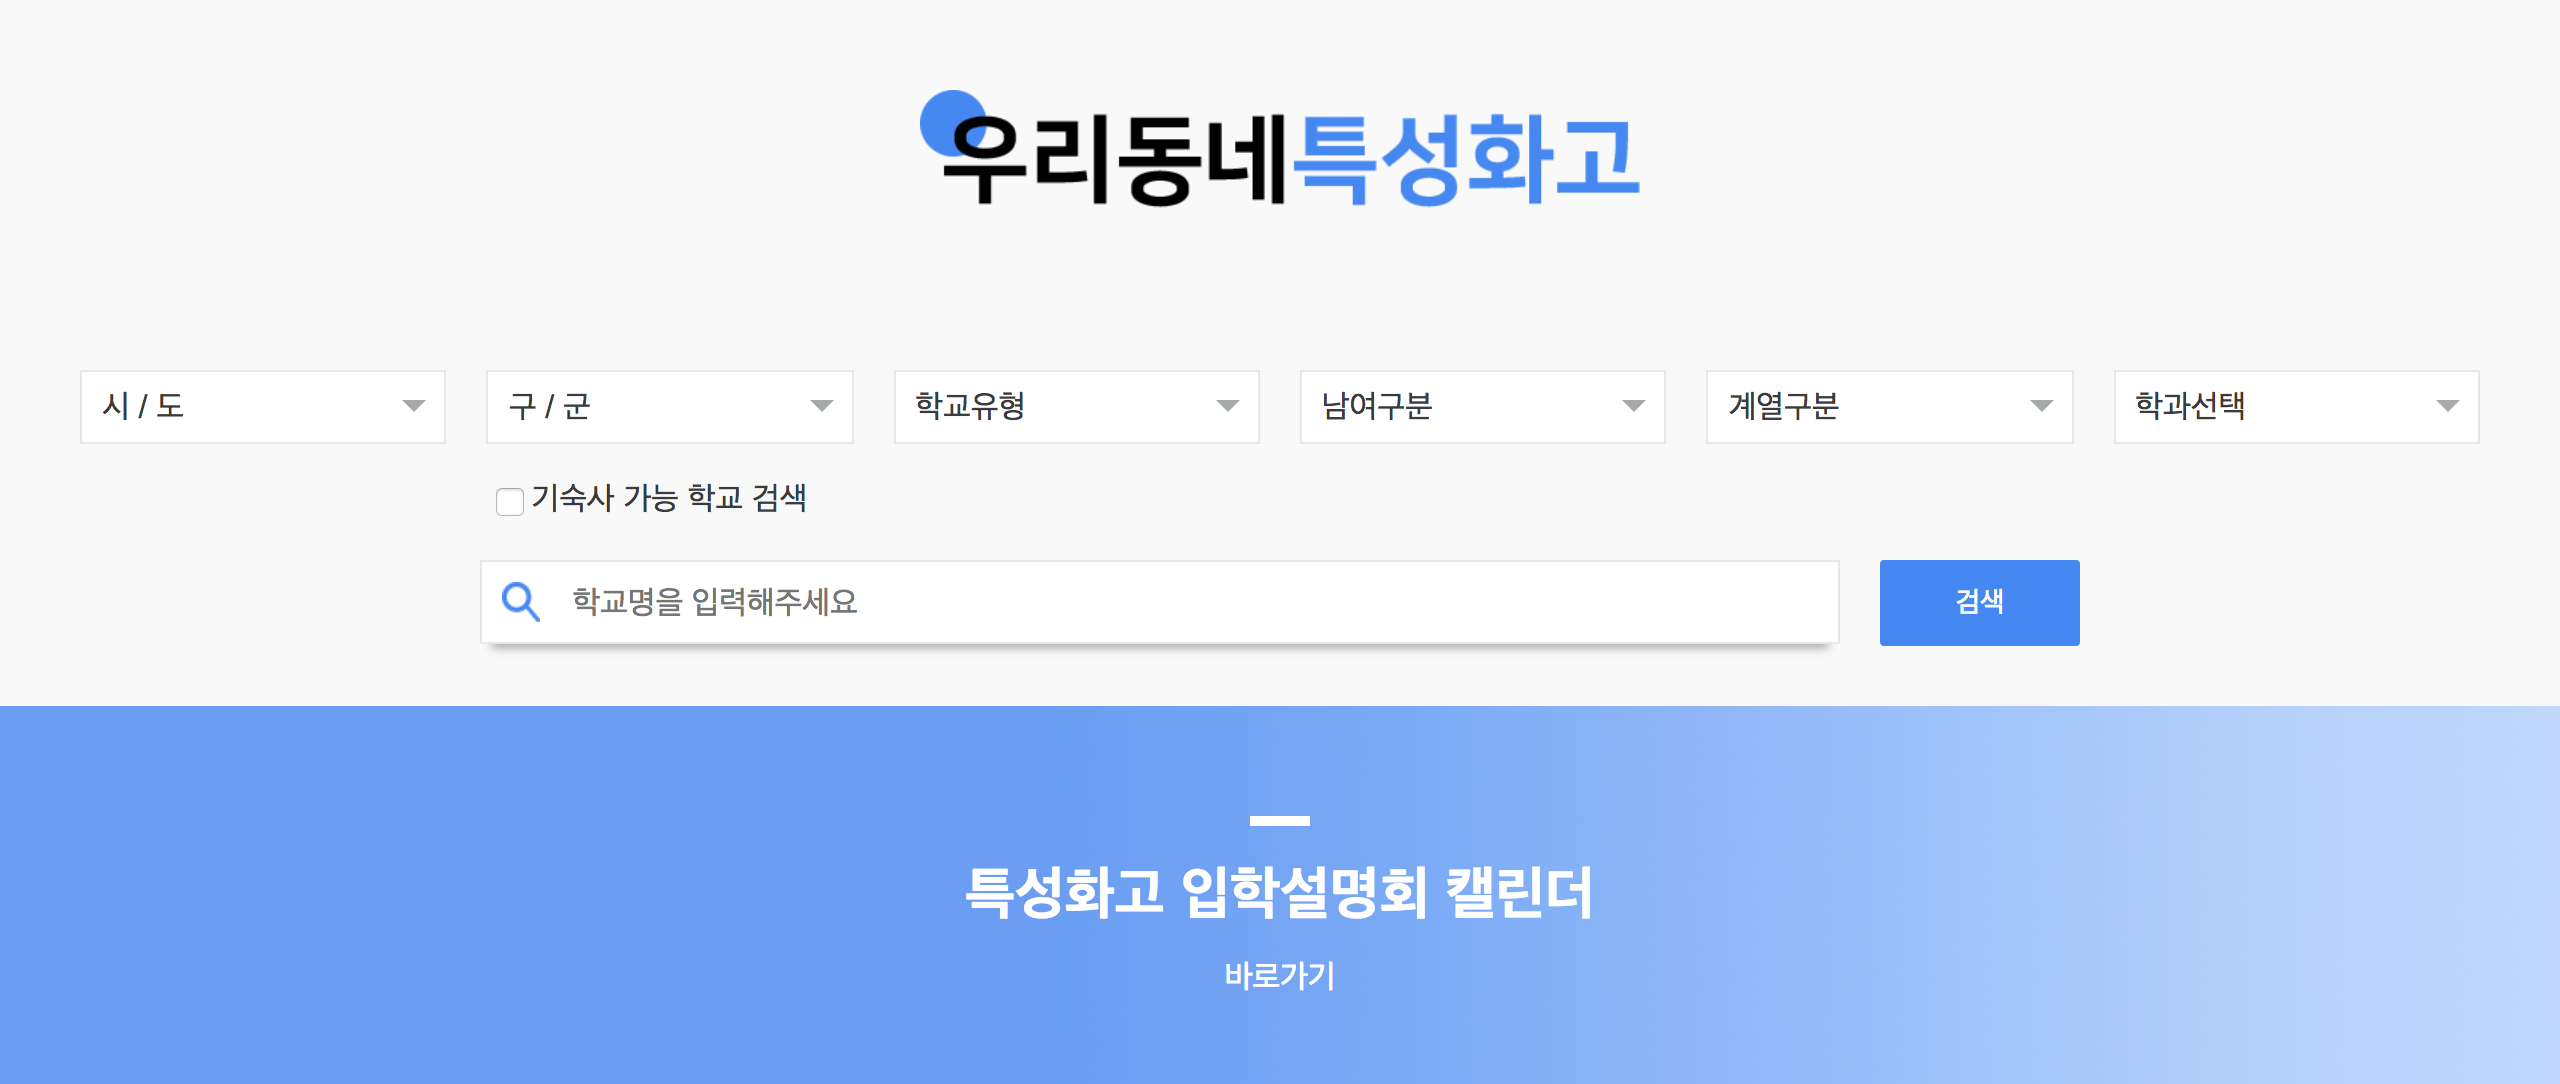 우리동네특성화고
시 / 도 구 / 군 학교유형 남여구분 계열구분 학과선택
기숙사 가능 학교 검색
학교명을 입력해주세요 검색
특성화고 입학설명회 캘린더
바로가기